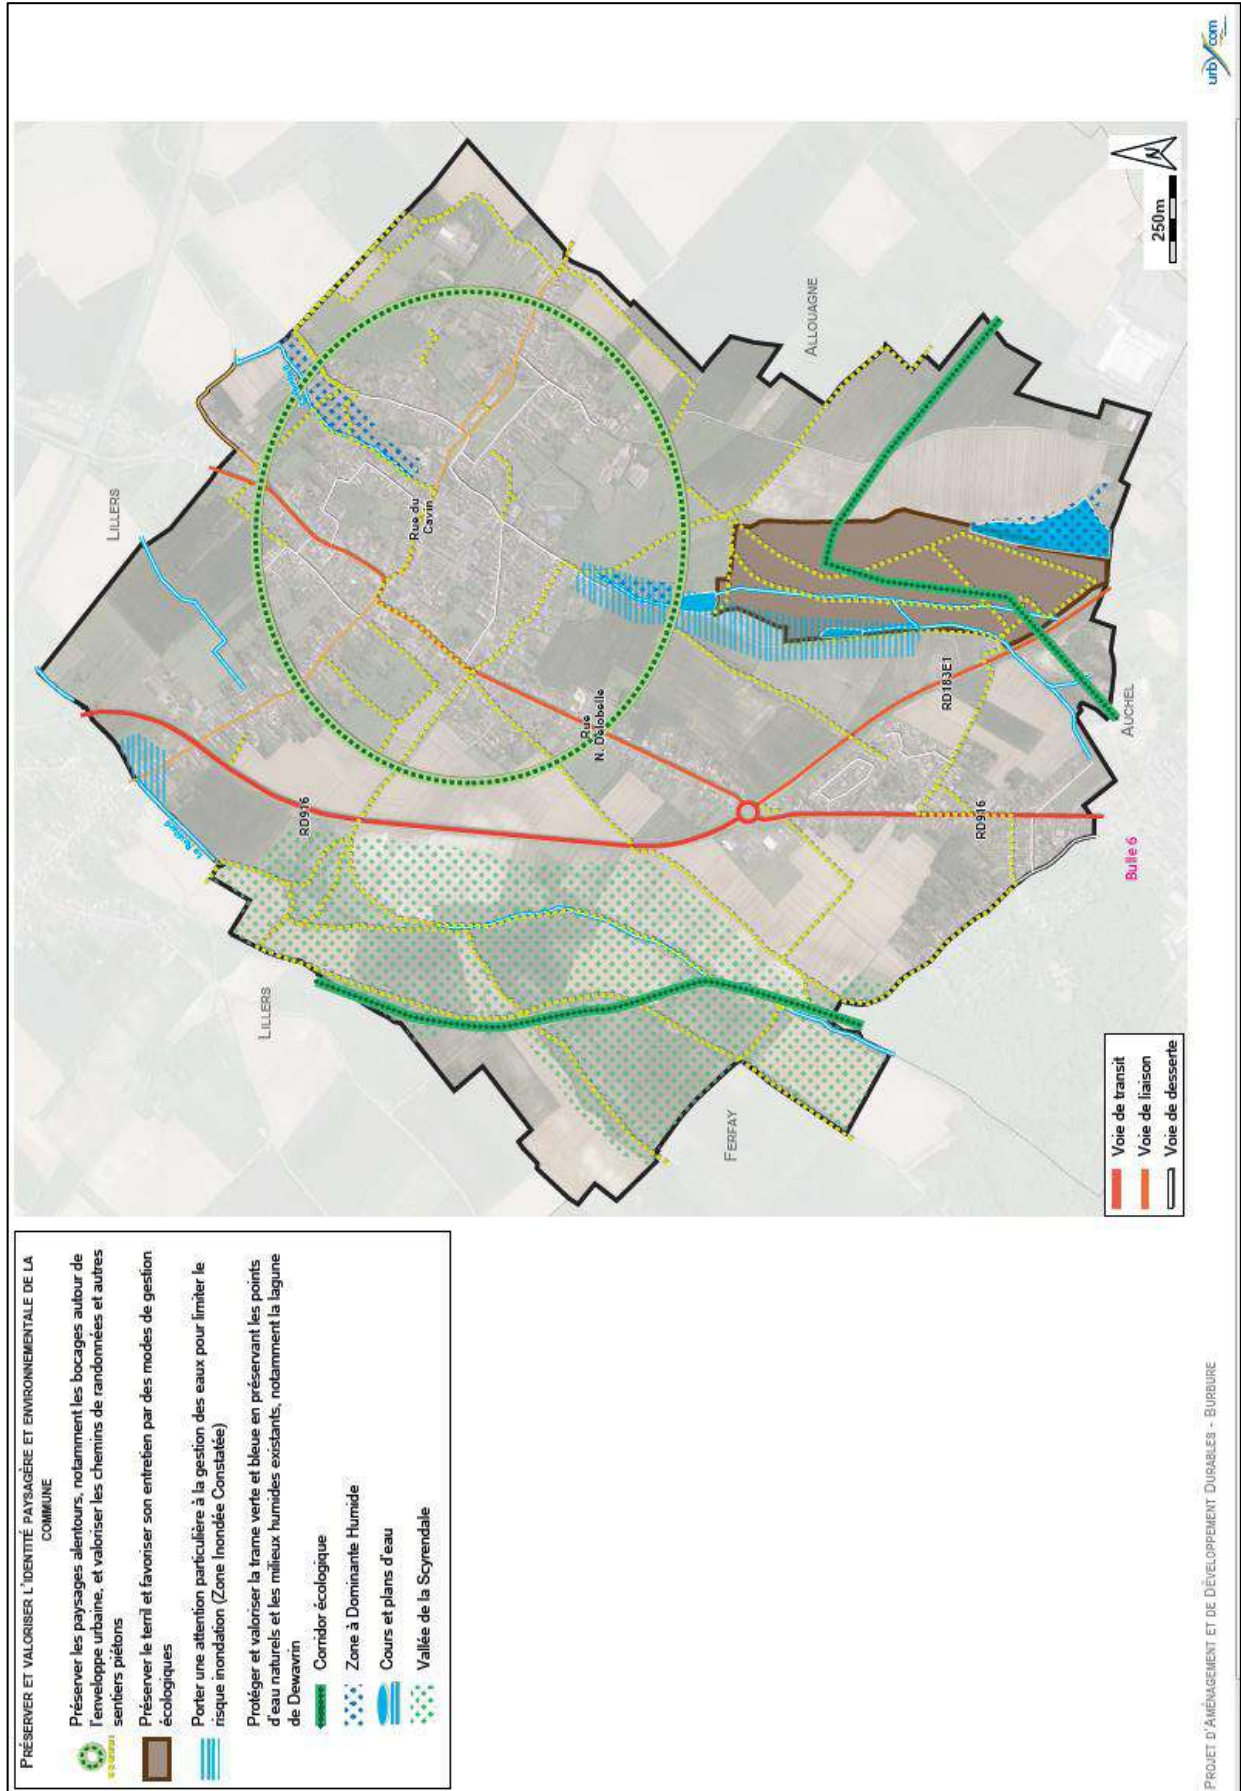 PRÉSERVER ET VALORISER L'IDENTITÉ PAYSAGÈRE ET ENVIRONNEMENTALE DE LA
COMMUNE
Préserver les paysages alentours, notamment les bocages autour de
l'enveloppe urbaine, et valoriser les chemins de randonnées et autres
sentiers piétons
Préserver le terril et favoriser son entretien par des modes de gestion
écologiques
Porter une attention particulière à la gestion des eaux pour limiter le
risque inondation (Zone Inondée Constatée)
Protéger et valoriser la trame verte et bleue en préservant les points
d'eau naturels et les milieux humides existants, notamment la lagune
de Dewavrin
Corridor écologique
Zone à Dominante Humide
Cours et plans d'eau
Vallée de la Scyrendale
LILLERS
LILLERS
RD916
Rue du
Cavin
Rue
N. Delobelle
ALLOUAGNE
FERFAY
RD183E1
RD916
AUCHEL
Bulle 6
Voie de transit
Voie de liaison
Voie de desserte
250m
N
urbycom
PROJET D'AMÉNAGEMENT ET DE DÉVELOPPEMENT DURABLES - BURBURE